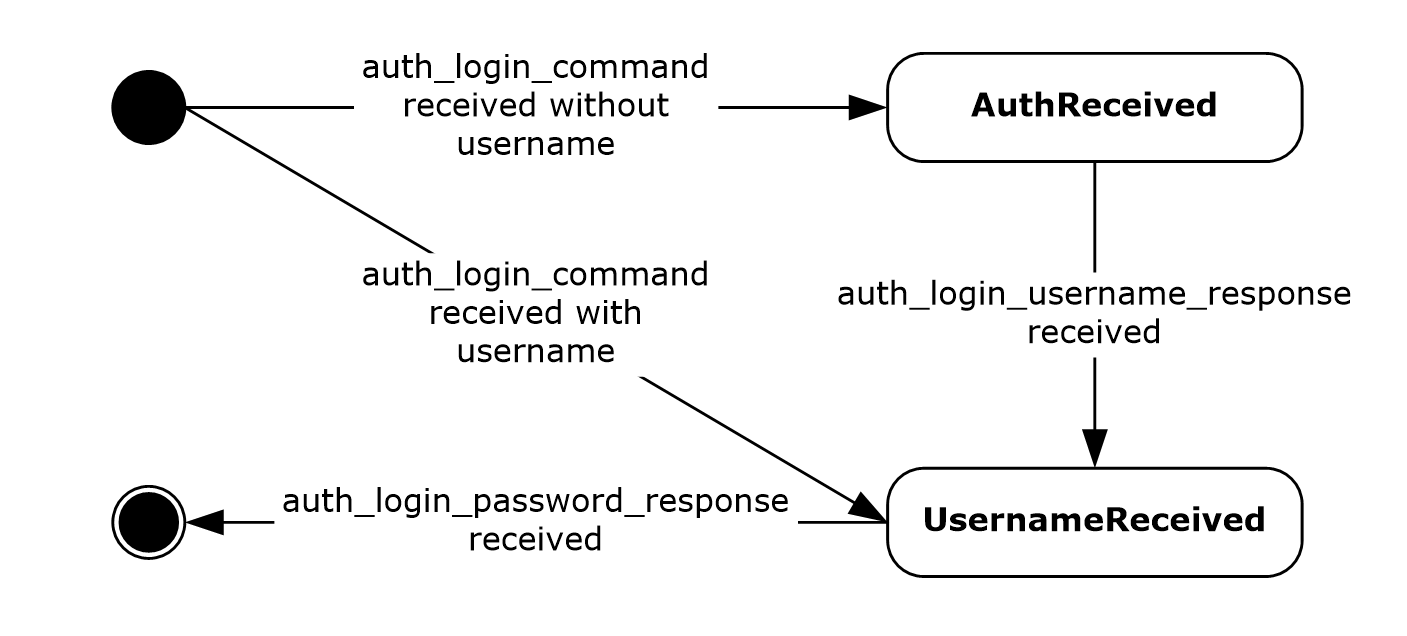 auth_login_command
received without
username
AuthReceived
auth_login_command
received with
username
auth_login_username_response
received
auth_login_password_response
received
UsernameReceived